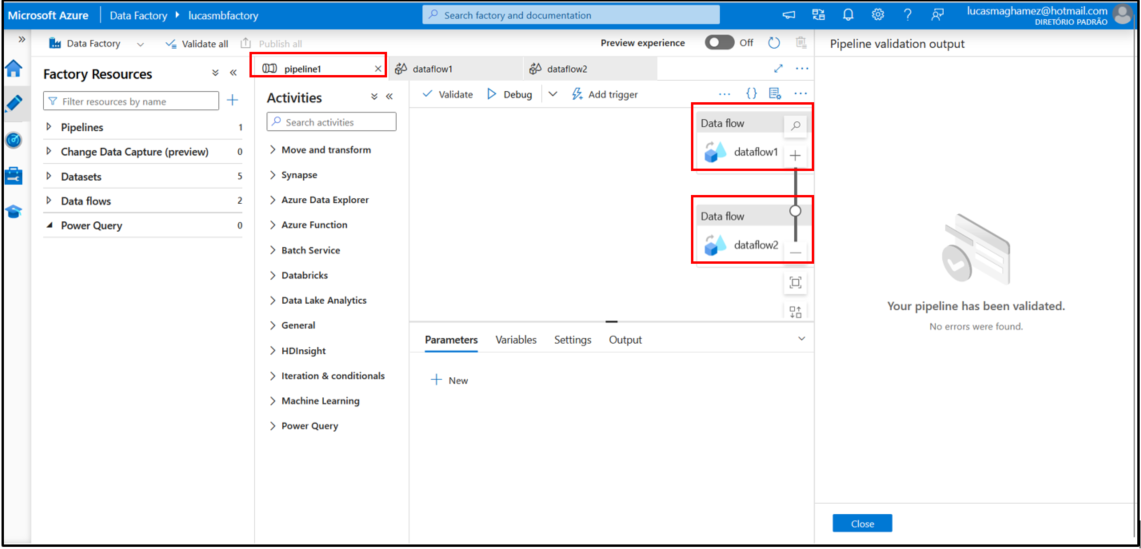 Microsoft Azure Data Factory lucasmbfactory Search factory and documentation lucasmaghamez@hotmail.com
DIRETÓRIO PADRÃO
Data Factory Validate all Publish all Preview experience Off
Pipeline validation output
Factory Resources
Filter resources by name
Pipelines 1
Change Data Capture (preview) 0
Datasets 5
Data flows 2
Power Query 0
pipeline1 dataflow1 dataflow2
Activities
Search activities
Move and transform
Synapse
Azure Data Explorer
Azure Function
Batch Service
Databricks
Data Lake Analytics
General
HDInsight
Iteration & conditionals
Machine Learning
Power Query
Validate Debug Add trigger
Data flow
dataflow1
Data flow
dataflow2
Parameters Variables Settings Output
New
Your pipeline has been validated.
No errors were found.
Close